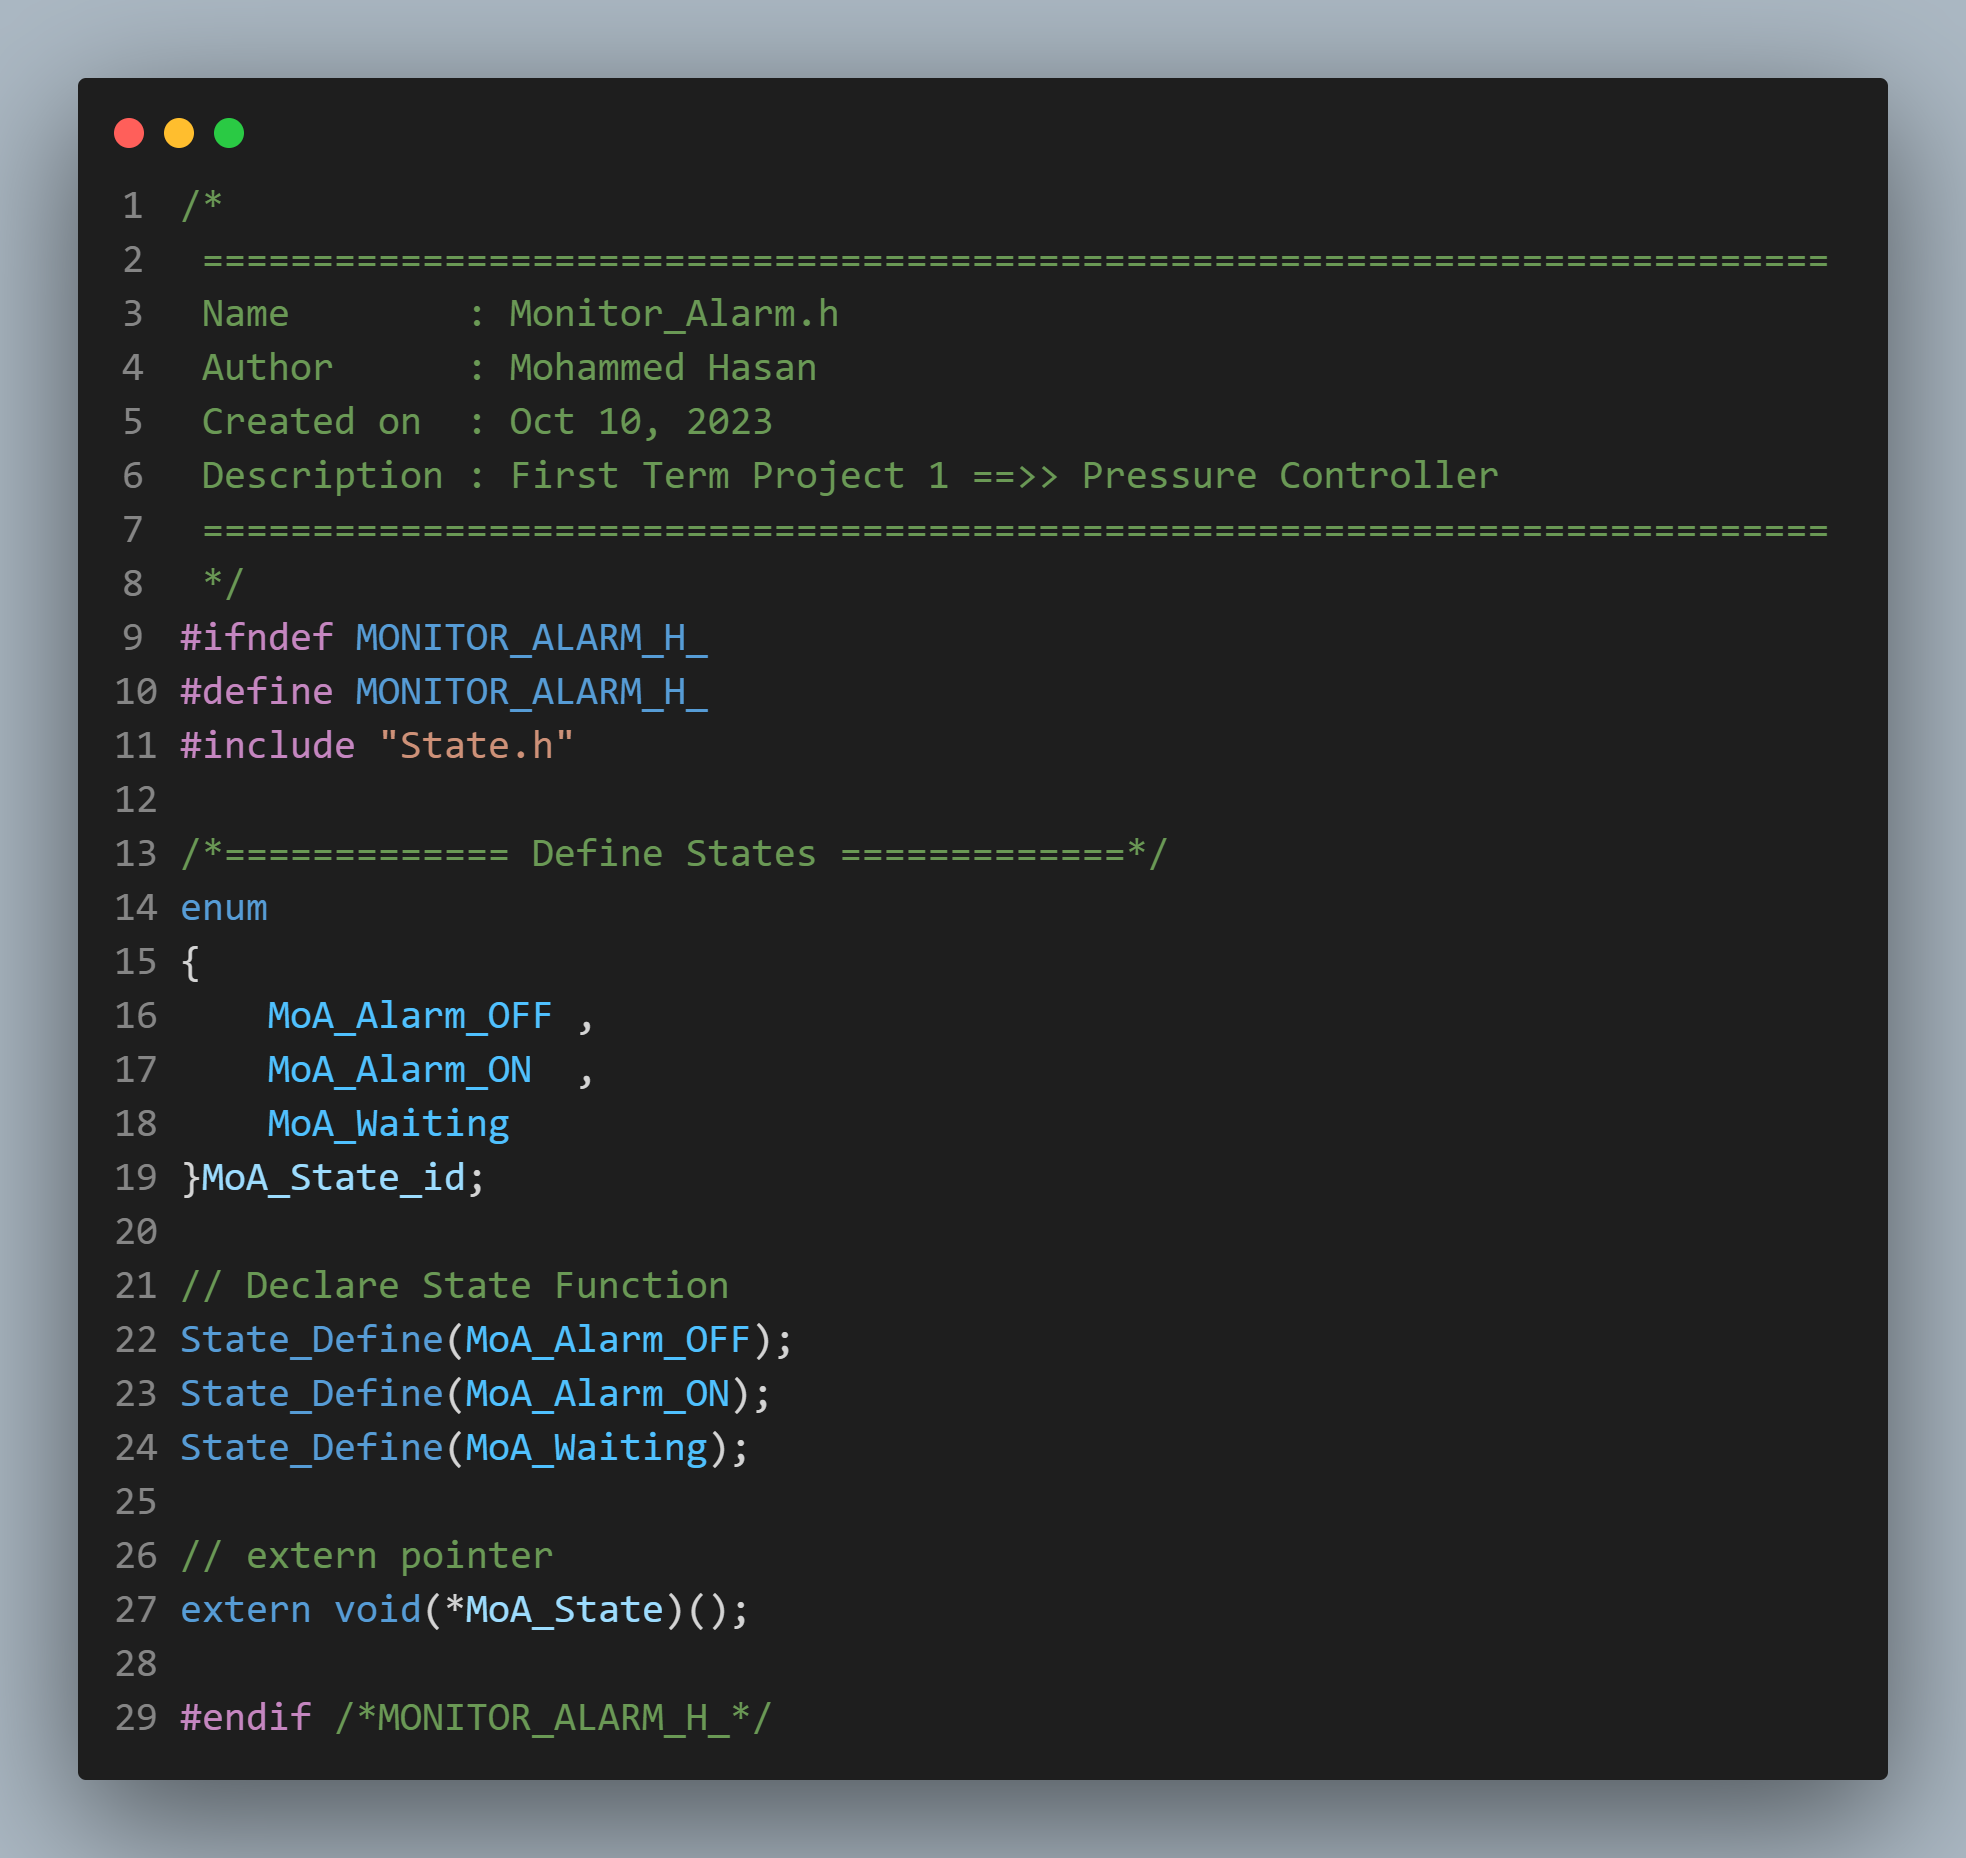 1 /*
2  ==========================================================================
3  Name        : Monitor_Alarm.h
4  Author      : Mohammed Hasan
5  Created on  : Oct 10, 2023
6  Description : First Term Project 1 ==>> Pressure Controller
7  ==========================================================================
8  */
9 #ifndef MONITOR_ALARM_H_
10 #define MONITOR_ALARM_H_
11 #include "State.h"
12
13 /*============= Define States =============*/
14 enum
15 {
16     MoA_Alarm_OFF ,
17     MoA_Alarm_ON  ,
18     MoA_Waiting
19 }MoA_State_id;
20
21 // Declare State Function
22 State_Define(MoA_Alarm_OFF);
23 State_Define(MoA_Alarm_ON);
24 State_Define(MoA_Waiting);
25
26 // extern pointer
27 extern void(*MoA_State)();
28
29 #endif /*MONITOR_ALARM_H_*/